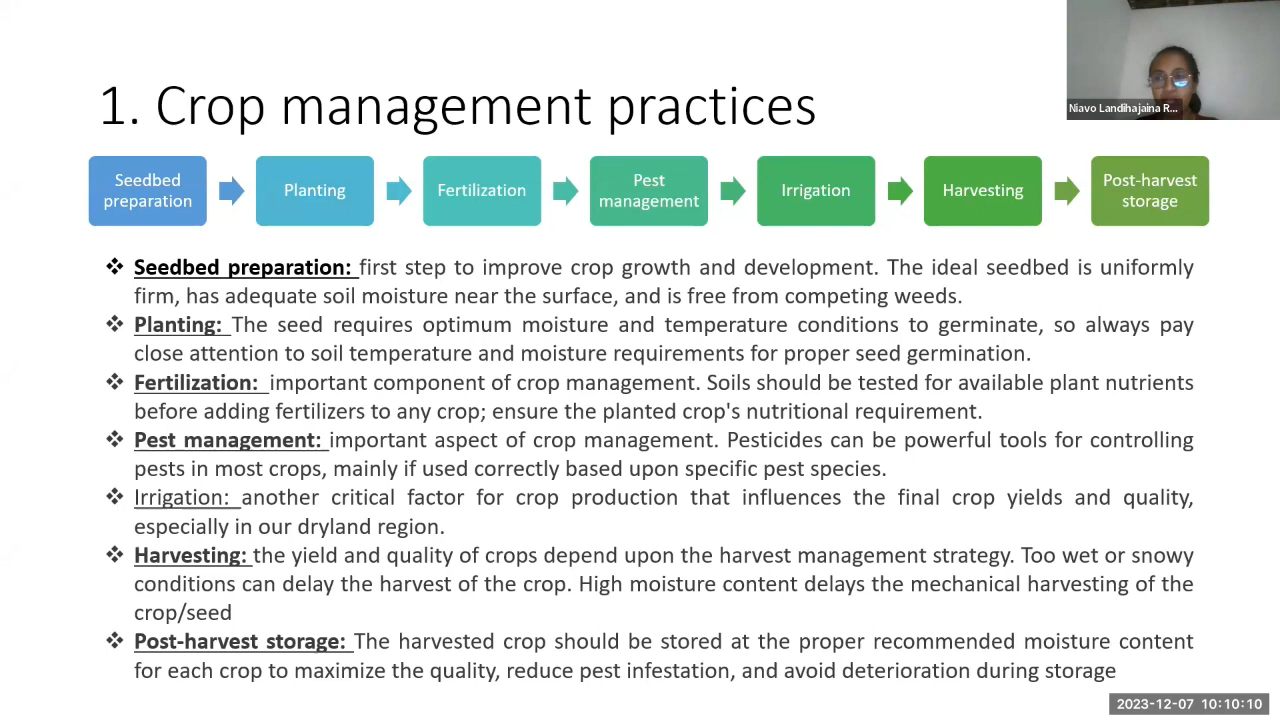 Niavo Landihajaina R...
1. Crop management practices
Seedbed
preparation
Planting
Fertilization
Pest
management
Irrigation
Harvesting
Post-harvest
storage
❖ Seedbed preparation: first step to improve crop growth and development. The ideal seedbed is uniformly
firm, has adequate soil moisture near the surface, and is free from competing weeds.
❖ Planting: The seed requires optimum moisture and temperature conditions to germinate, so always pay
close attention to soil temperature and moisture requirements for proper seed germination.
❖ Fertilization: important component of crop management. Soils should be tested for available plant nutrients
before adding fertilizers to any crop; ensure the planted crop's nutritional requirement.
❖ Pest management: important aspect of crop management. Pesticides can be powerful tools for controlling
pests in most crops, mainly if used correctly based upon specific pest species.
❖ Irrigation: another critical factor for crop production that influences the final crop yields and quality,
especially in our dryland region.
❖ Harvesting: the yield and quality of crops depend upon the harvest management strategy. Too wet or snowy
conditions can delay the harvest of the crop. High moisture content delays the mechanical harvesting of the
crop/seed
❖ Post-harvest storage: The harvested crop should be stored at the proper recommended moisture content
for each crop to maximize the quality, reduce pest infestation, and avoid deterioration during storage
2023-12-07 10:10:10